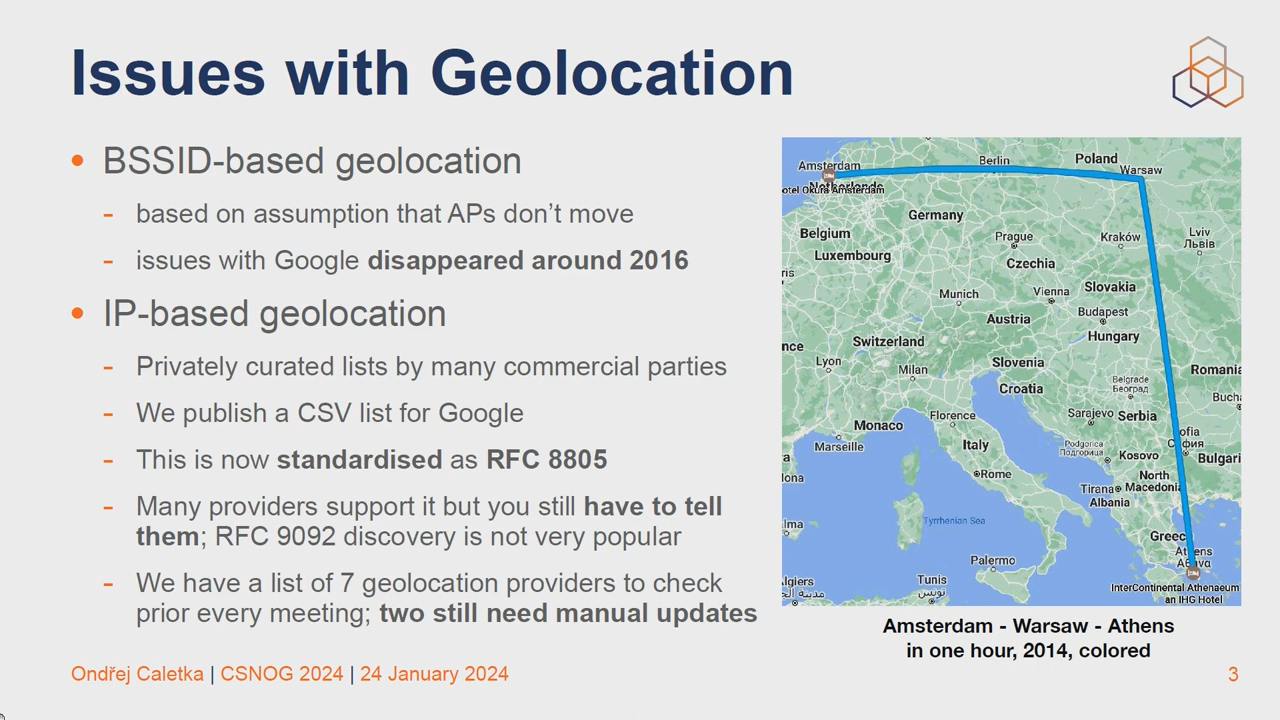 Issues with Geolocation
• BSSID-based geolocation
- based on assumption that APs don’t move
- issues with Google disappeared around 2016
• IP-based geolocation
- Privately curated lists by many commercial parties
- We publish a CSV list for Google
- This is now standardised as RFC 8805
- Many providers support it but you still have to tell
them; RFC 9092 discovery is not very popular
- We have a list of 7 geolocation providers to check
prior every meeting; two still need manual updates
Amsterdam
Berlin
Poland
Warsaw
Netherlands
otel Okura Amsterdam
Germany
Belgium
Prague
Kraków
Lviv
Львів
Luxembourg
Czechia
ris
Munich
Vienna
Slovakia
Austria
Budapest
Hungary
nce
Switzerland
Lyon
Milan
Slovenia
Romania
Croatia
Belgrade
Београд
Bucha
Florence
Monaco
Sarajevo
Serbia
Marseille
Italy
Podgorica
Подгорица
Kosovo
ofia
София
Bulgari
lona
Rome
Tirana
North
Macedonia
Albania
lma
Tyrrhenian Sea
Greec
Athens
Αθήνα
Palermo
lgiers
Tunis
تونس
InterContinental Athenaeum
an IHG Hotel
Amsterdam - Warsaw - Athens
in one hour, 2014, colored
Ondřej Caletka | CSNOG 2024 | 24 January 2024
3